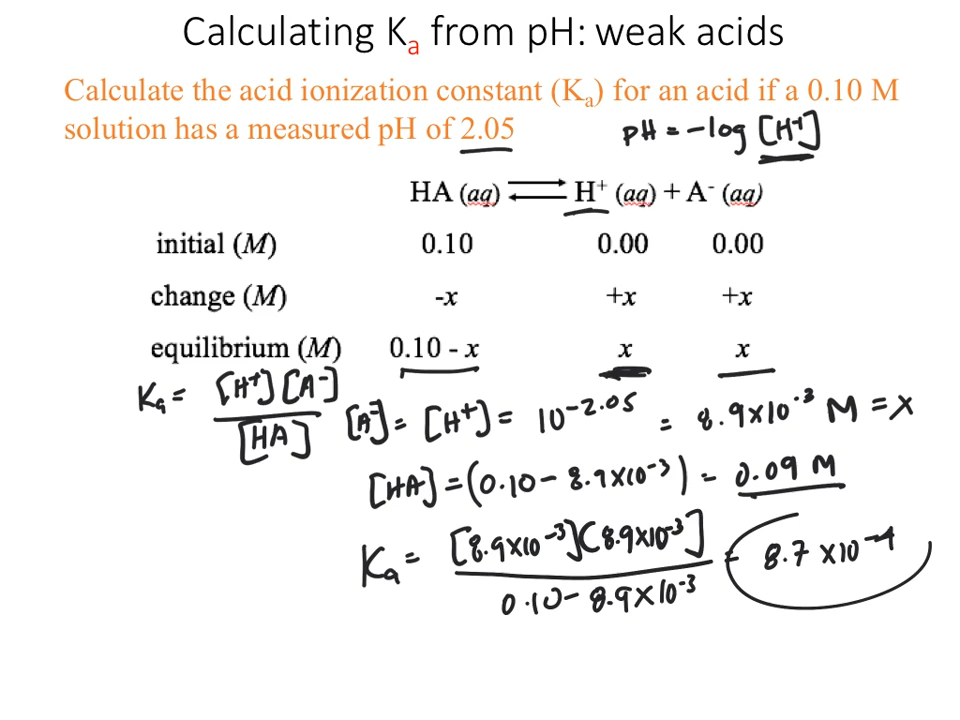 Calculating Ka from pH: weak acids
Calculate the acid ionization constant (Ka) for an acid if a 0.10 M
solution has a measured pH of 2.05
pH = -log [H+]
HA (aq) ⇌ H+ (aq) + A- (aq)
initial (M) 0.10 0.00 0.00
change (M) -x +x +x
equilibrium (M) 0.10 - x x x
Ka = [H+][A-] / [HA]
[A-] = [H+] = 10^-2.05 = 8.9×10^-3 M = x
[HA] = (0.10 - 8.9×10^-3) = 0.09 M
Ka = [8.9×10^-3][8.9×10^-3] / 0.10 - 8.9×10^-3 = 8.7×10^-4